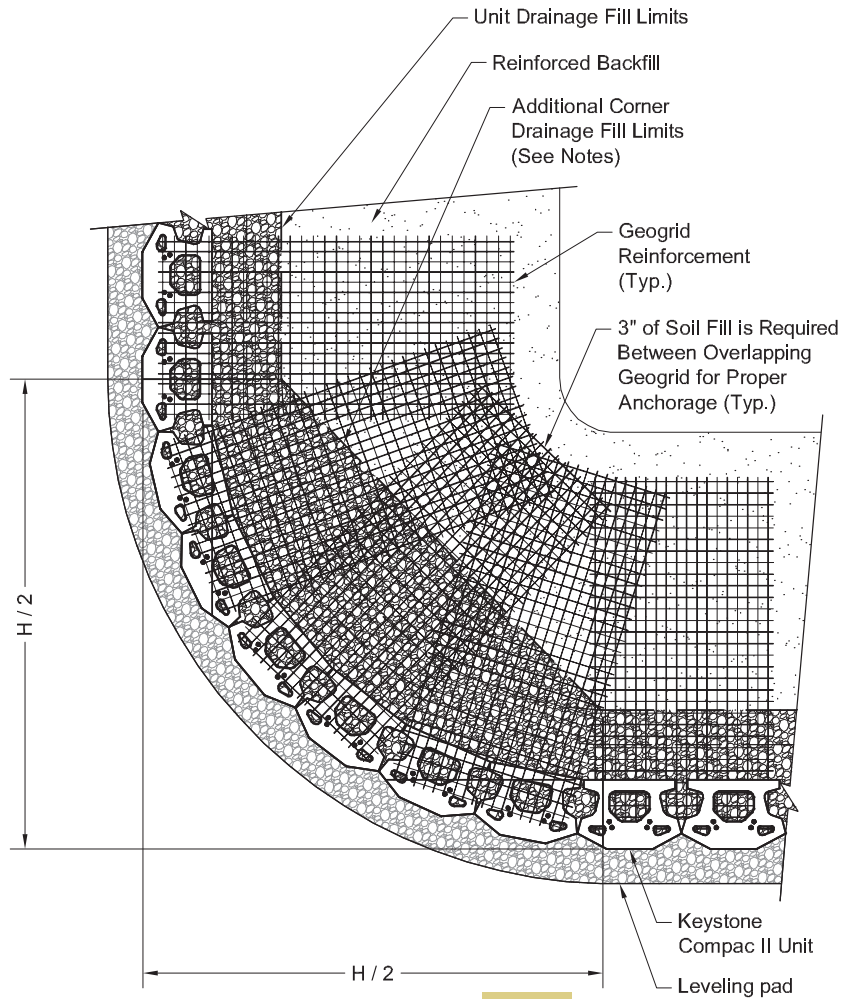 Unit Drainage Fill Limits
Reinforced Backfill
Additional Corner
Drainage Fill Limits
(See Notes)
Geogrid
Reinforcement
(Typ.)
3" of Soil Fill is Required
Between Overlapping
Geogrid for Proper
Anchorage (Typ.)
H / 2
H / 2
Keystone
Compac II Unit
Leveling pad